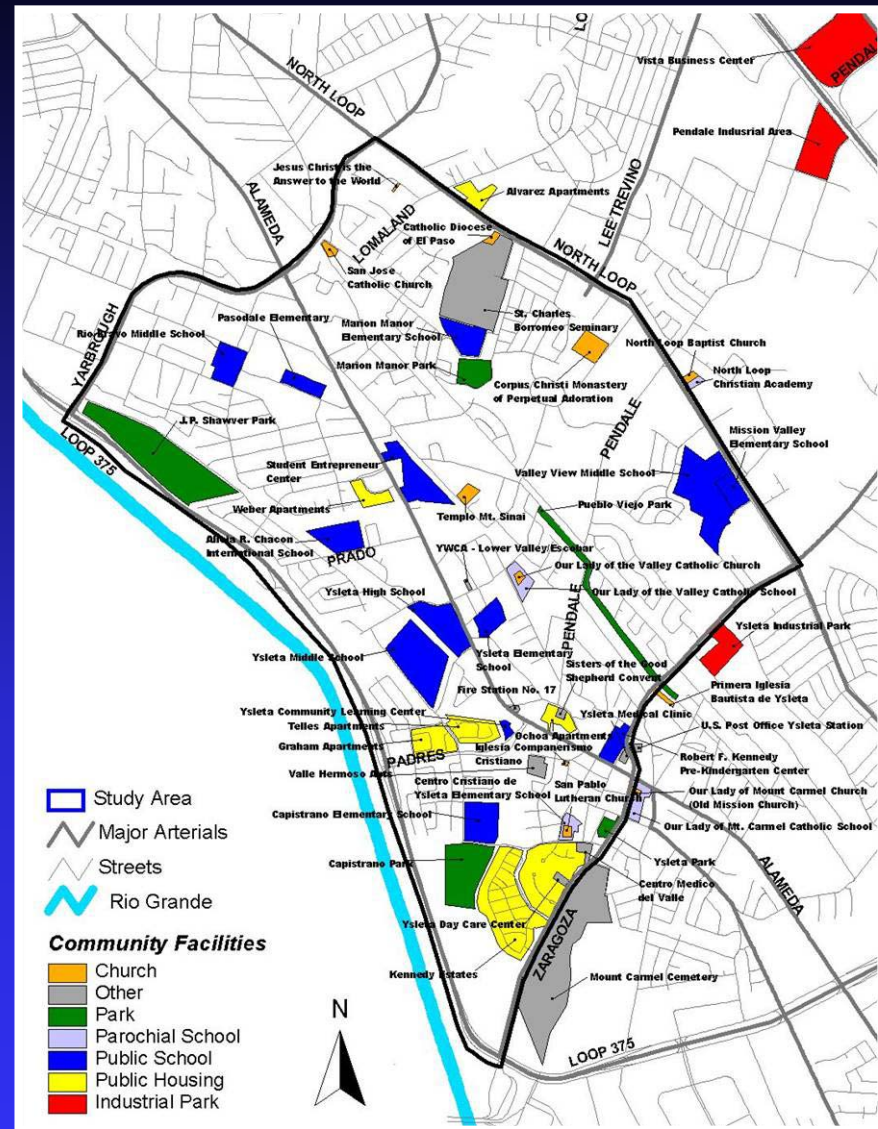 NORTH LOOP
LO
Vista Business Center
PENDALE
Pendale Indusrial Area
LEE TREVINO
Jesus Christ is the
Answer to the World
ALAMEDA
LOMALAND
Alvarez Apartments
Catholic Diocese
of El Paso
NORTH LOOP
San Jose
Catholic Church
YARBROUGH
Rio Bravo Middle School
Pasodale Elementary
Marion Manor
Elementary School
St. Charles
Borromeo Seminary
North Loop Baptist Church
North Loop
Christian Academy
Marion Manor Park
Corpus Christi Monastery
of Perpetual Adoration
PENDALE
J.P. Shawver Park
LOOP 375
Mission Valley
Elementary School
Student Entrepreneur
Center
Valley View Middle School
Weber Apartments
Templo Mt. Sinai
Pueblo Viejo Park
Alicia R. Chacon
International School
PRADO
YWCA - Lower Valley/Escobar
Our Lady of the Valley Catholic Church
Our Lady of the Valley Catholic School
Ysleta High School
PENDALE
Ysleta Industrial Park
Ysleta Middle School
Ysleta Elementary
School
Sisters of the Good
Shepherd Convent
Fire Station No. 17
Primera Iglesia
Bautista de Ysleta
Ysleta Community Learning Center
Ysleta Medical Clinic
Telles Apartments
U.S. Post Office Ysleta Station
Ochoa Apartments
Graham Apartments
Iglesia Companerismo
Cristiano
PADRES
Robert F. Kennedy
Pre-Kindergarten Center
Valle Hermoso Apts
Centro Cristiano de
Ysleta Elementary School
San Pablo
Lutheran Church
Our Lady of Mount Carmel Church
(Old Mission Church)
Our Lady of Mt. Carmel Catholic School
Capistrano Elementary School
Capistrano Park
Ysleta Park
ALAMEDA
Centro Medico
del Valle
Ysleta Day Care Center
ZARAGOZA
Kennedy Estates
Mount Carmel Cemetery
LOOP 375
N
Study Area
Major Arterials
Streets
Rio Grande
Community Facilities
Church
Other
Park
Parochial School
Public School
Public Housing
Industrial Park